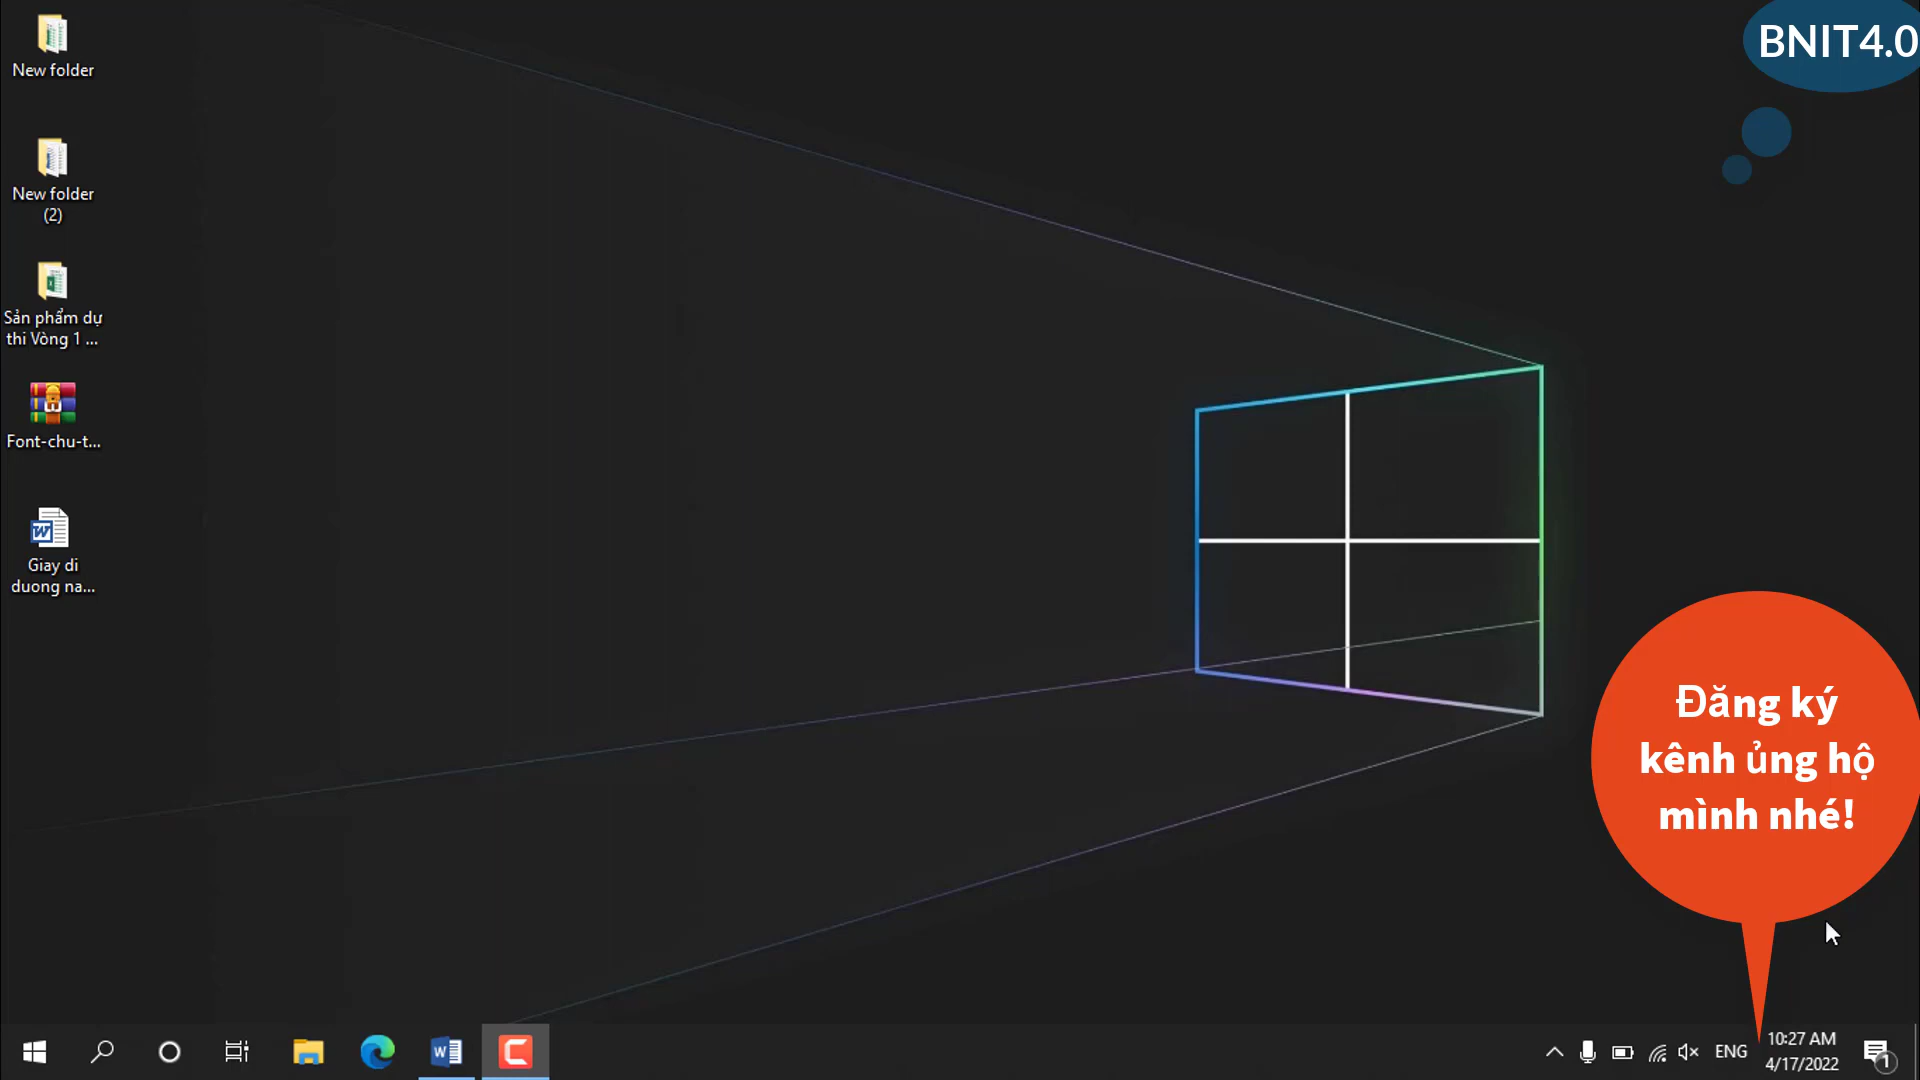 New folder
New folder
(2)
Sản phẩm dự
thi Vòng 1 ...
Font-chu-t...
Giay di
duong na...
BNIT4.0
Đăng ký
kênh ủng hộ
mình nhé!
ENG
10:27 AM
4/17/2022
1